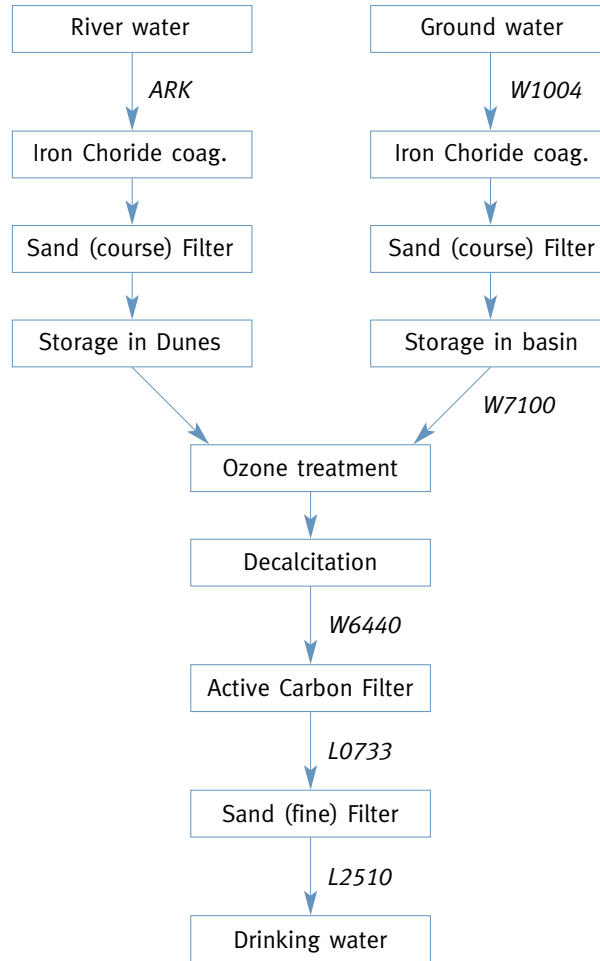 River water
Ground water
ARK
W1004
Iron Choride coag.
Iron Choride coag.
Sand (course) Filter
Sand (course) Filter
Storage in Dunes
Storage in basin
W7100
Ozone treatment
Decalcitation
W6440
Active Carbon Filter
L0733
Sand (fine) Filter
L2510
Drinking water